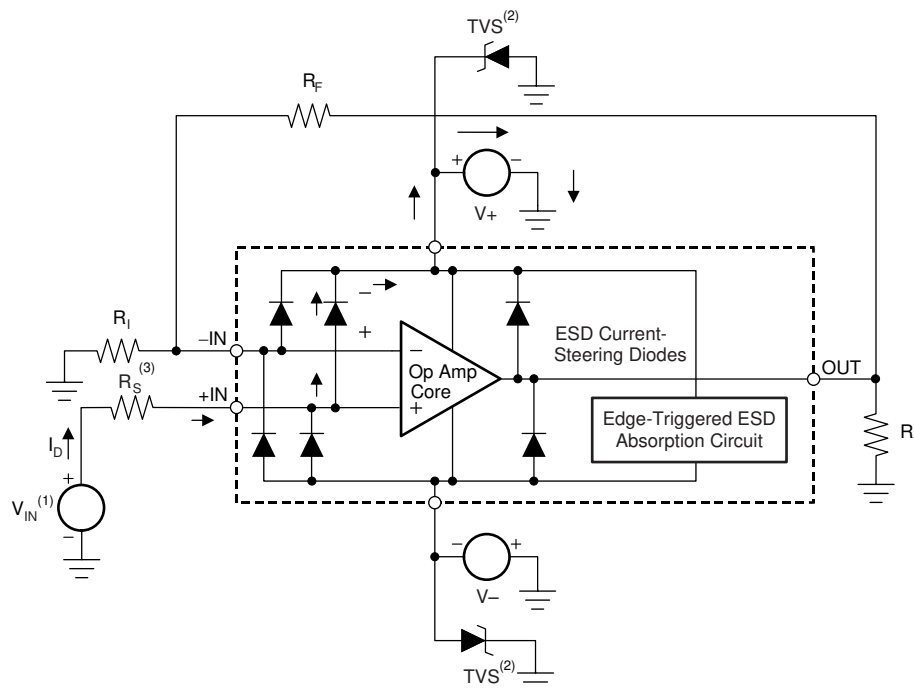 TVS(2)
RF
+ −
V+
RI
−IN
−
+
ESD Current-
Steering Diodes
−
Op Amp
Core
+
OUT
RS(3)
+IN
Edge-Triggered ESD
Absorption Circuit
R
ID
+
VIN(1)
−
− +
V−
TVS(2)